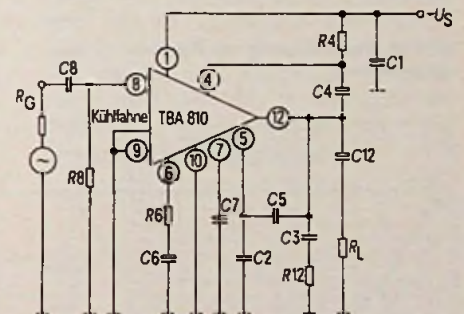 -U_S
R4
C1
1
4
C8
C4
8
R_G
Kühlfahne
TBA 810
12
9
5
C12
6
10
7
C5
R8
R6
C7
C3
R_L
C6
C2
R12